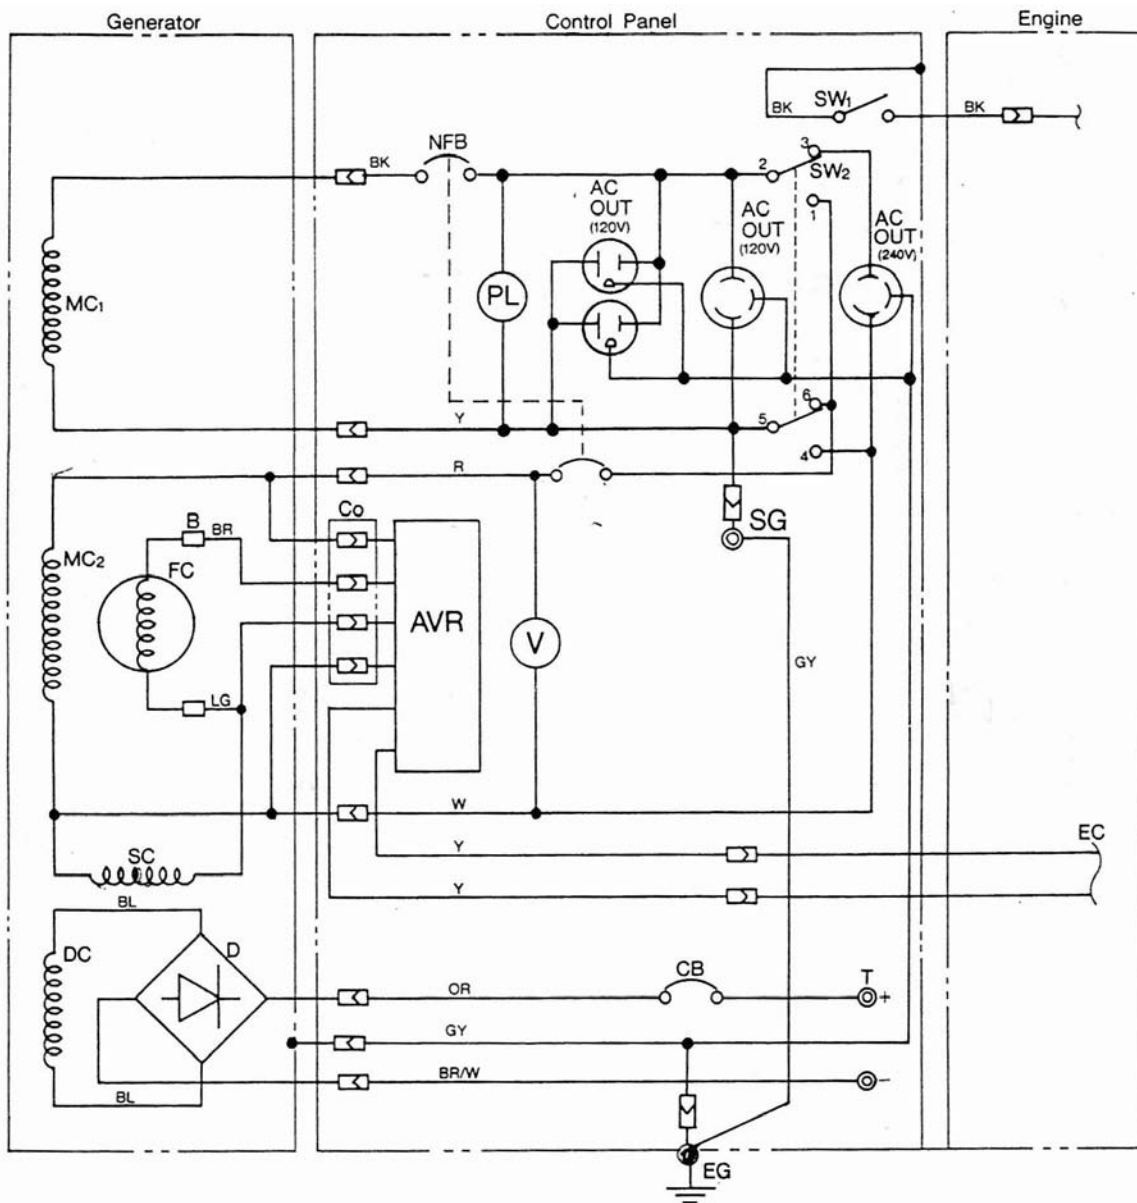 Generator
Control Panel
Engine
BK
SW1
BK
NFB
BK
2
3
SW2
1
AC
OUT
(120V)
AC
OUT
(120V)
AC
OUT
(240V)
MC1
PL
Y
5
6
4
R
SG
Co
B
BR
MC2
FC
AVR
V
GY
LG
W
Y
EC
SC
Y
BL
DC
D
OR
CB
T
+
GY
BR/W
-
BL
EG